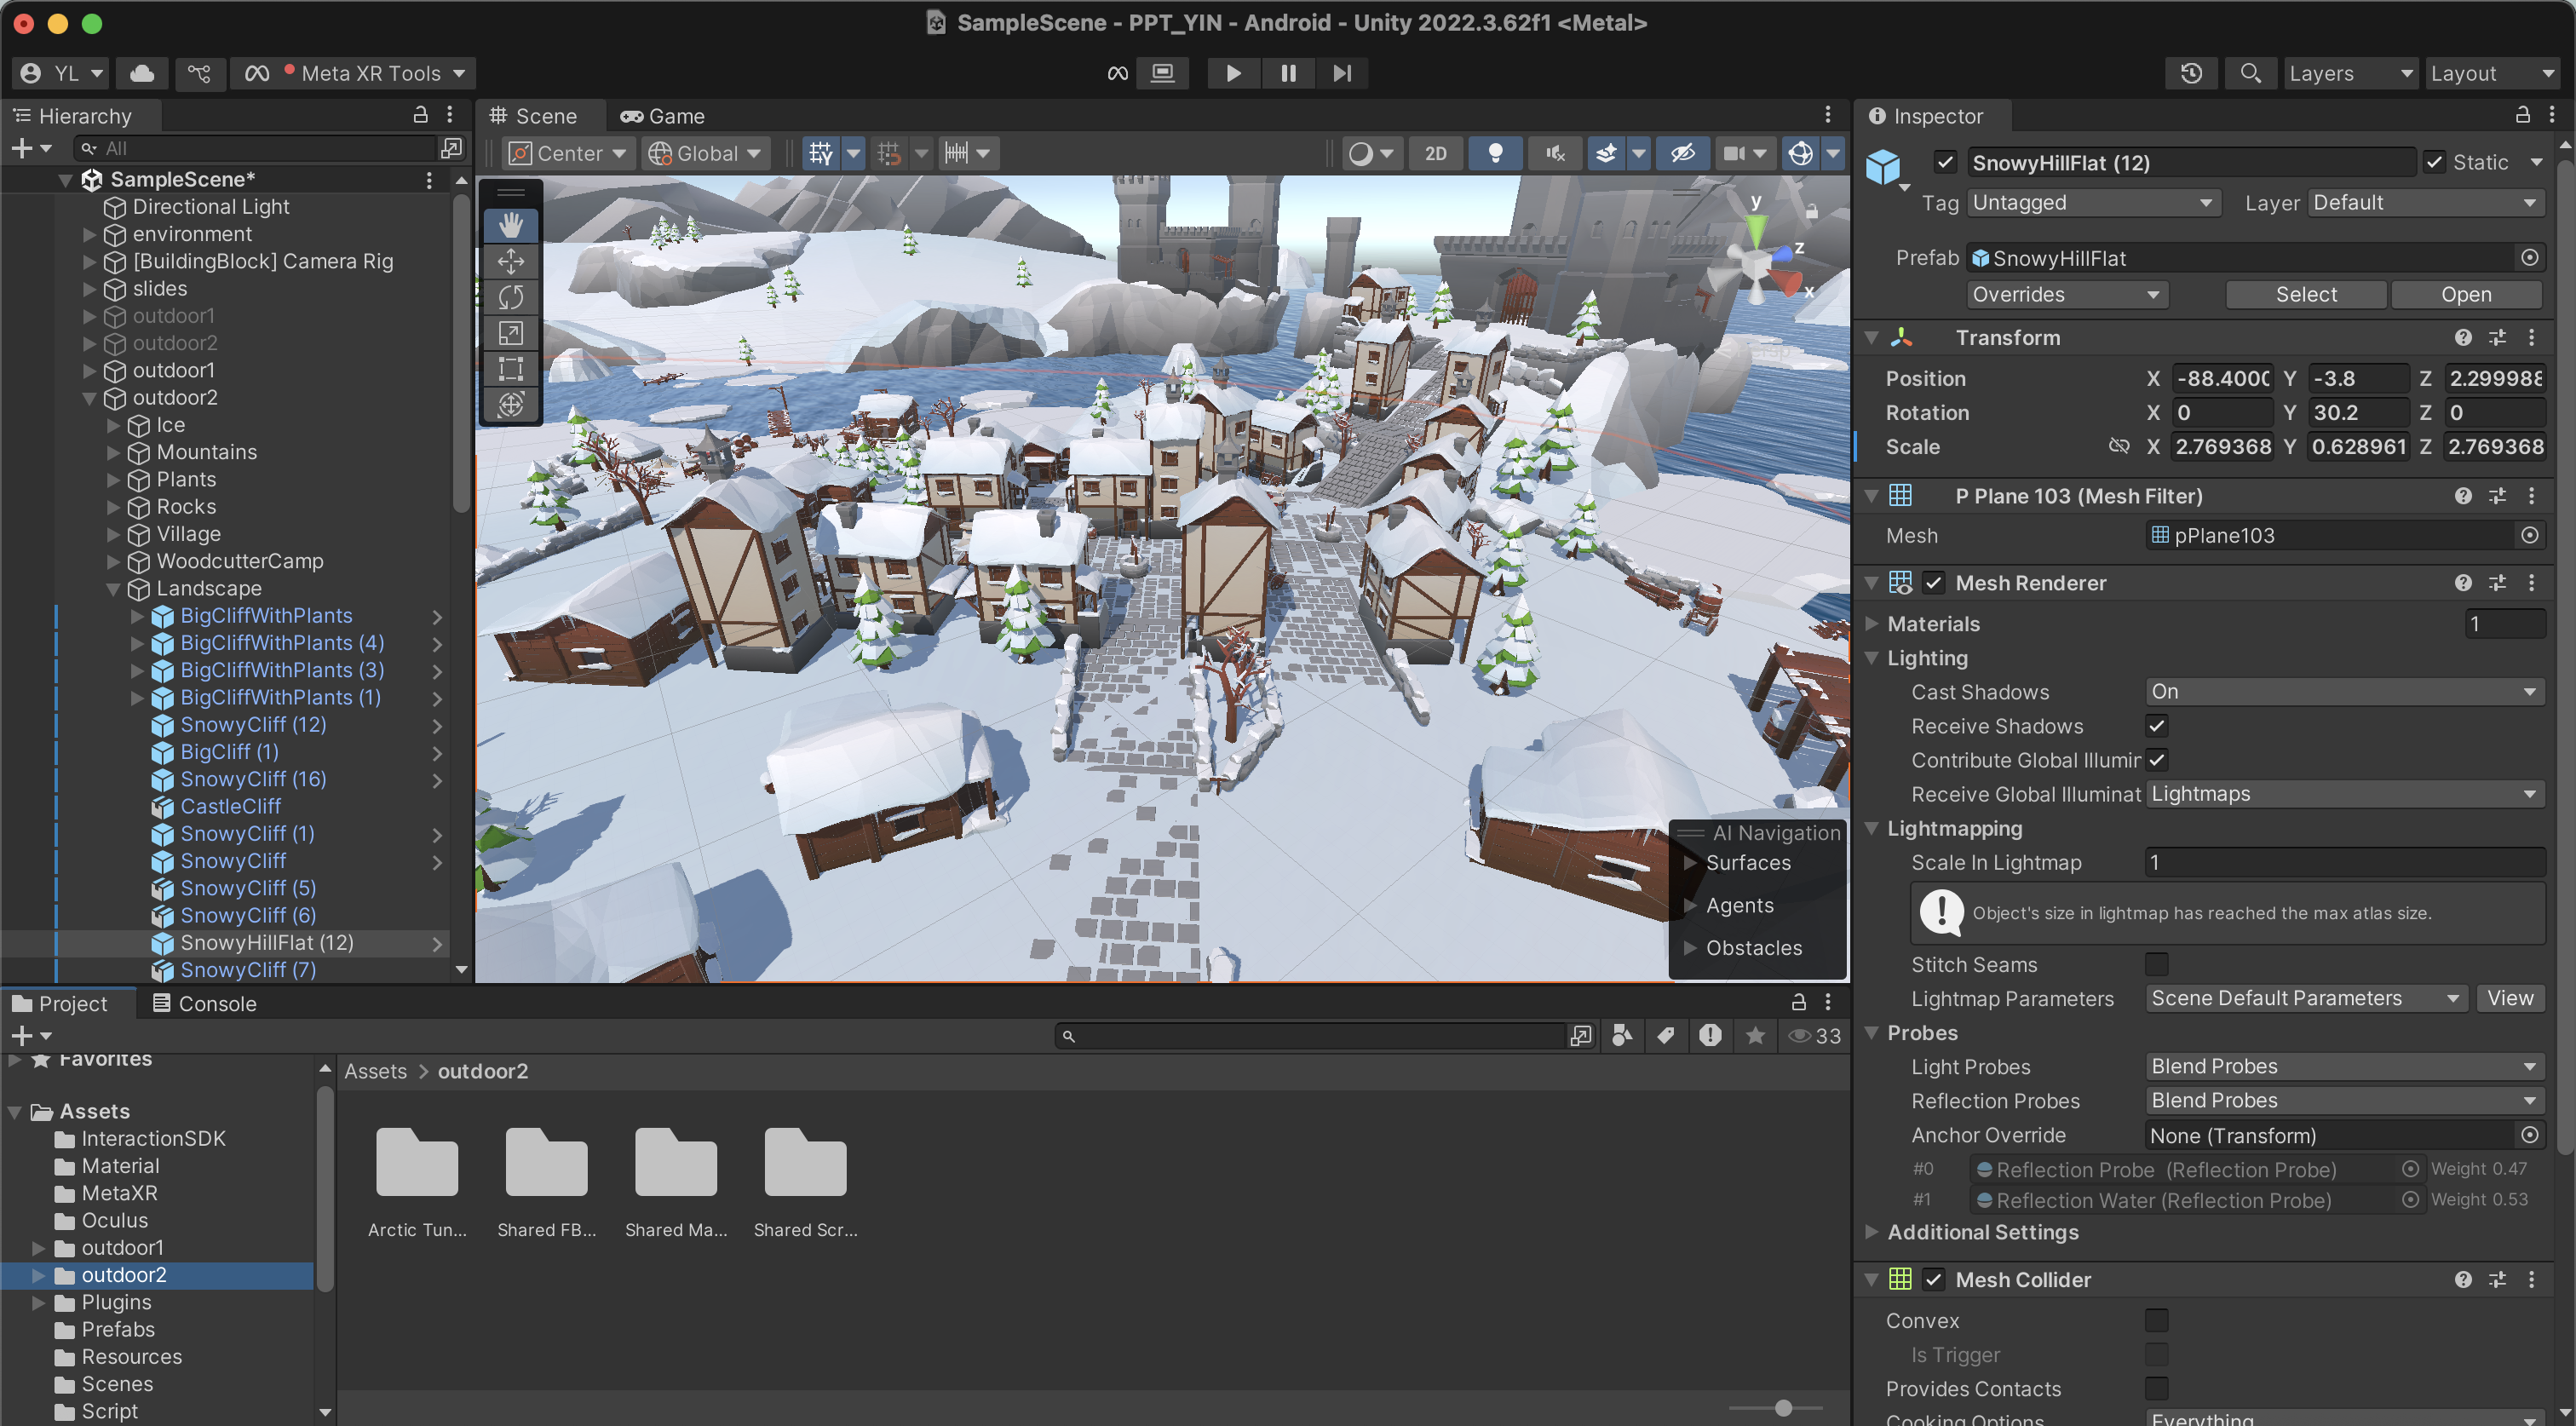 SampleScene - PPT_YIN - Android - Unity 2022.3.62f1 <Metal>
YL
Meta XR Tools
Layers
Layout
Hierarchy
All
SampleScene*
Directional Light
environment
[BuildingBlock] Camera Rig
slides
outdoor1
outdoor2
outdoor1
outdoor2
Ice
Mountains
Plants
Rocks
Village
WoodcutterCamp
Landscape
BigCliffWithPlants
BigCliffWithPlants (4)
BigCliffWithPlants (3)
BigCliffWithPlants (1)
SnowyCliff (12)
BigCliff (1)
SnowyCliff (16)
CastleCliff
SnowyCliff (1)
SnowyCliff
SnowyCliff (5)
SnowyCliff (6)
SnowyHillFlat (12)
SnowyCliff (7)
Scene
Game
Center
Global
2D
y
z
x
Persp
AI Navigation
Surfaces
Agents
Obstacles
Inspector
SnowyHillFlat (12)
Static
Tag Untagged Layer Default
Prefab SnowyHillFlat
Overrides Select Open
Transform
Position X -88.400C Y -3.8 Z 2.299988
Rotation X 0 Y 30.2 Z 0
Scale X 2.769368 Y 0.628961 Z 2.769368
P Plane 103 (Mesh Filter)
Mesh pPlane103
Mesh Renderer
Materials 1
Lighting
Cast Shadows On
Receive Shadows
Contribute Global Illumir
Receive Global Illuminat Lightmaps
Lightmapping
Scale In Lightmap 1
Object's size in lightmap has reached the max atlas size.
Stitch Seams
Lightmap Parameters Scene Default Parameters View
Probes
Light Probes Blend Probes
Reflection Probes Blend Probes
Anchor Override None (Transform)
#0 Reflection Probe (Reflection Probe) Weight 0.47
#1 Reflection Water (Reflection Probe) Weight 0.53
Additional Settings
Mesh Collider
Convex
Is Trigger
Provides Contacts
Cooking Options Everything
Project
Console
33
Favorites
Assets
InteractionSDK
Material
MetaXR
Oculus
outdoor1
outdoor2
Plugins
Prefabs
Resources
Scenes
Script
Assets > outdoor2
Arctic Tun...
Shared FB...
Shared Ma...
Shared Scr...